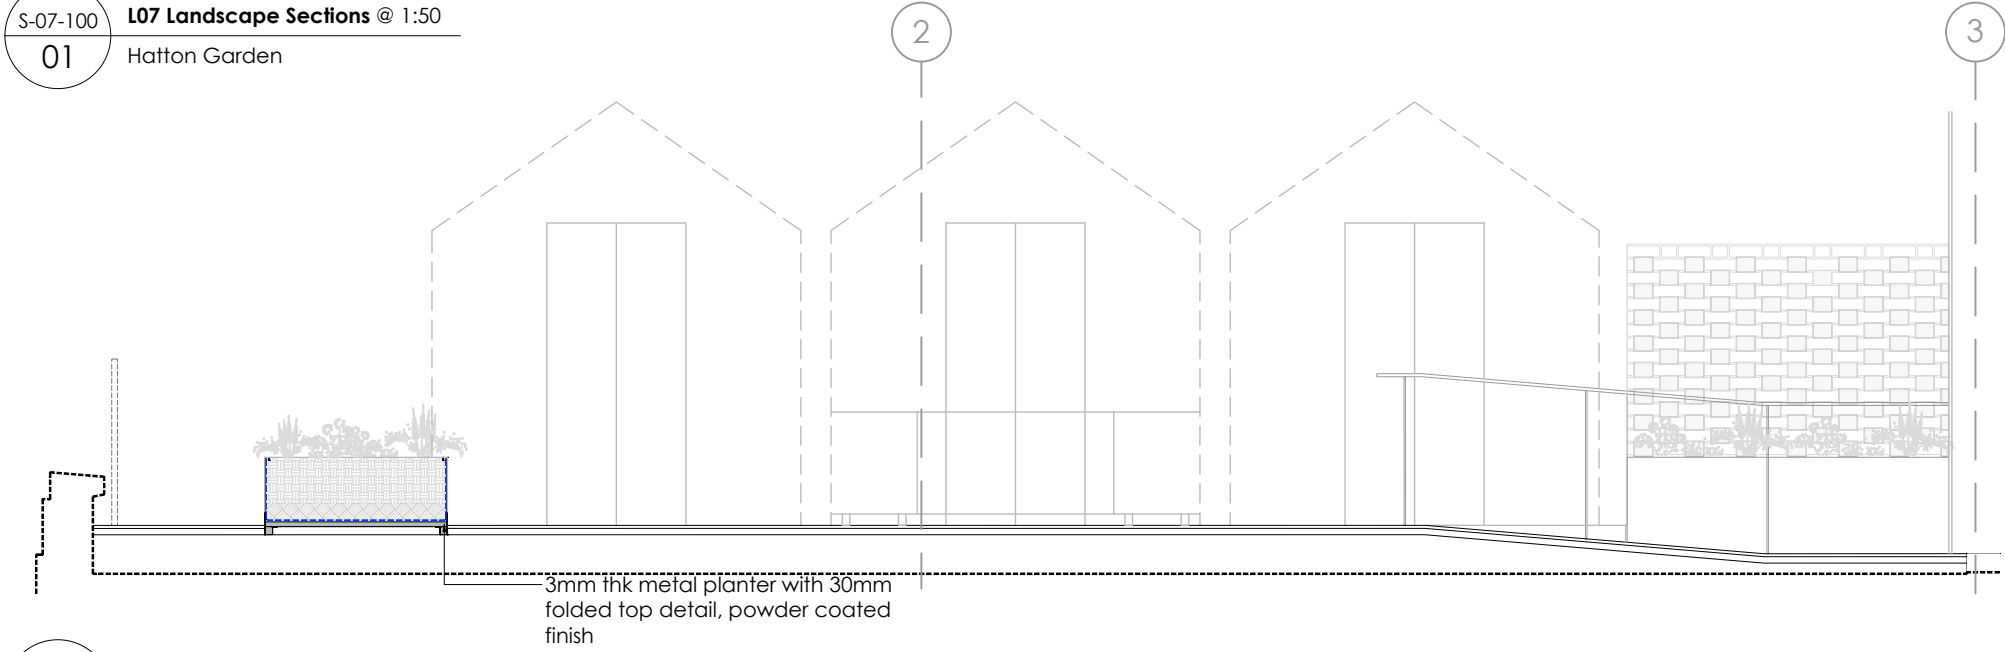 S-07-100
01
L07 Landscape Sections @ 1:50
Hatton Garden
2
3
3mm thk metal planter with 30mm
folded top detail, powder coated
finish